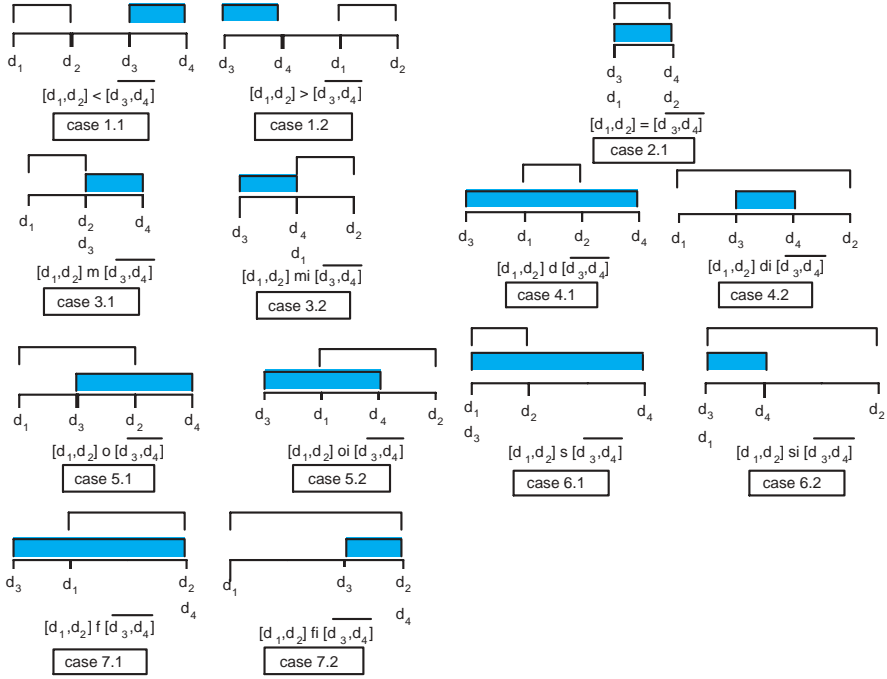 d1 d2 d3 d4
[d1,d2] < [d3,d4]
case 1.1
d3 d4 d1 d2
[d1,d2] > [d3,d4]
case 1.2
d3 d4
d1 d2
[d1,d2] = [d3,d4]
case 2.1
d1 d2 d4
d3
[d1,d2] m [d3,d4]
case 3.1
d3 d4 d2
d1
[d1,d2] mi [d3,d4]
case 3.2
d3 d1 d2 d4
[d1,d2] d [d3,d4]
case 4.1
d1 d3 d4 d2
[d1,d2] di [d3,d4]
case 4.2
d1 d3 d2 d4
[d1,d2] o [d3,d4]
case 5.1
d3 d1 d4 d2
[d1,d2] oi [d3,d4]
case 5.2
d1 d2 d4
d3
[d1,d2] s [d3,d4]
case 6.1
d3 d4 d2
d1
[d1,d2] si [d3,d4]
case 6.2
d3 d1 d2
d4
[d1,d2] f [d3,d4]
case 7.1
d1 d3 d2
d4
[d1,d2] fi [d3,d4]
case 7.2